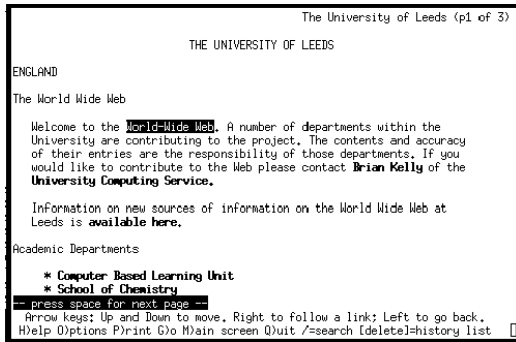 The University of Leeds (p1 of 3)
THE UNIVERSITY OF LEEDS
ENGLAND
The World Wide Web
Welcome to the World-Wide Web. A number of departments within the
University are contributing to the project. The contents and accuracy
of their entries are the responsibility of those departments. If you
would like to contribute to the Web please contact Brian Kelly of the
University Computing Service.
Information on new sources of information on the World Wide Web at
Leeds is available here.
Academic Departments
* Computer Based Learning Unit
* School of Chemistry
-- press space for next page --
Arrow keys: Up and Down to move. Right to follow a link; Left to go back.
H)elp O)ptions P)rint G)o M)ain screen Q)uit /=search [delete]=history list